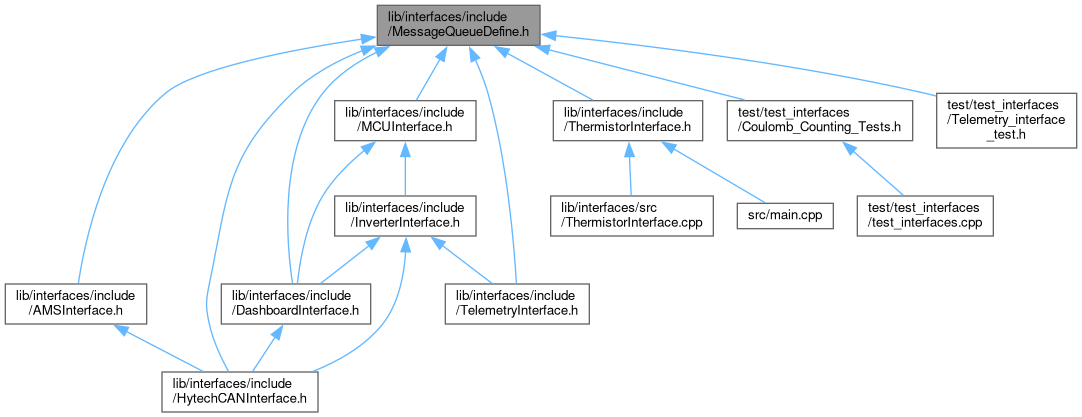 lib/interfaces/include
/MessageQueueDefine.h
lib/interfaces/include
/MCUInterface.h
lib/interfaces/include
/ThermistorInterface.h
test/test_interfaces
/Coulomb_Counting_Tests.h
test/test_interfaces
/Telemetry_interface
_test.h
lib/interfaces/include
/InverterInterface.h
lib/interfaces/src
/ThermistorInterface.cpp
src/main.cpp
test/test_interfaces
/test_interfaces.cpp
lib/interfaces/include
/AMSInterface.h
lib/interfaces/include
/DashboardInterface.h
lib/interfaces/include
/TelemetryInterface.h
lib/interfaces/include
/HytechCANInterface.h